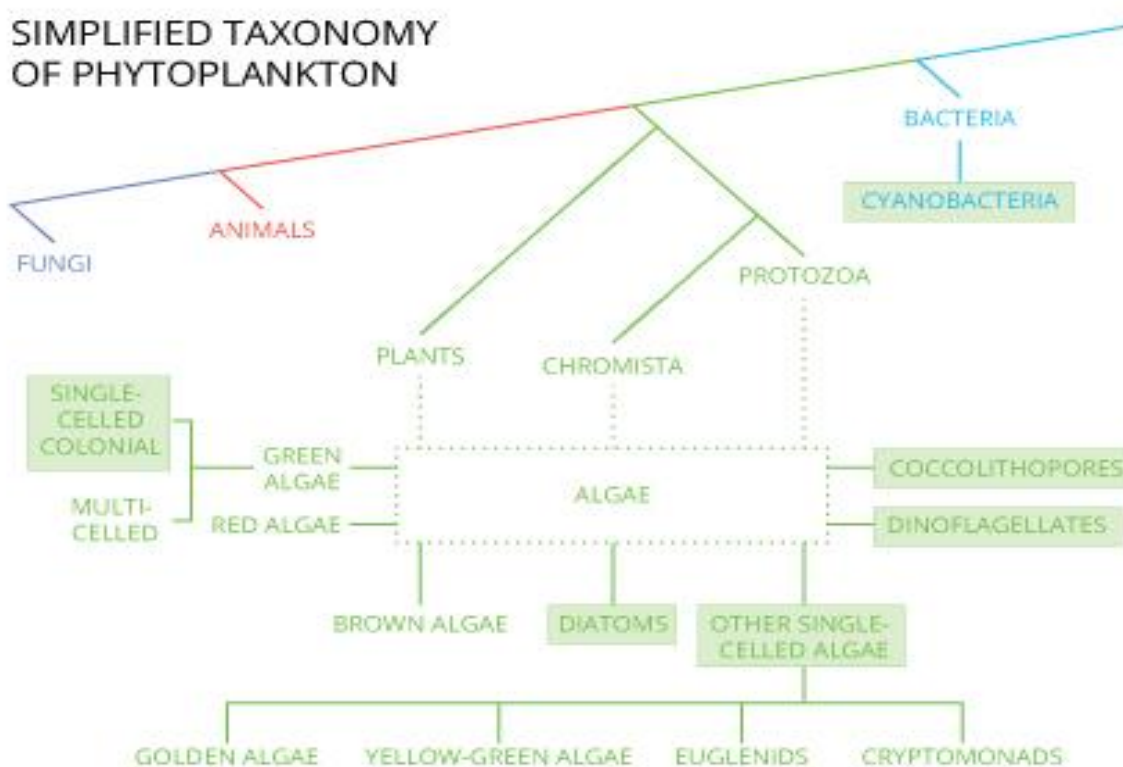 SIMPLIFIED TAXONOMY
OF PHYTOPLANKTON
BACTERIA
CYANOBACTERIA
ANIMALS
FUNGI
PROTOZOA
PLANTS
CHROMISTA
SINGLE-
CELLED
COLONIAL
GREEN
ALGAE
MULTI-
CELLED
RED ALGAE
ALGAE
COCCOLITHOPORES
DINOFLAGELLATES
BROWN ALGAE
DIATOMS
OTHER SINGLE-
CELLED ALGAE
GOLDEN ALGAE
YELLOW-GREEN ALGAE
EUGLENIDS
CRYPTOMONADS